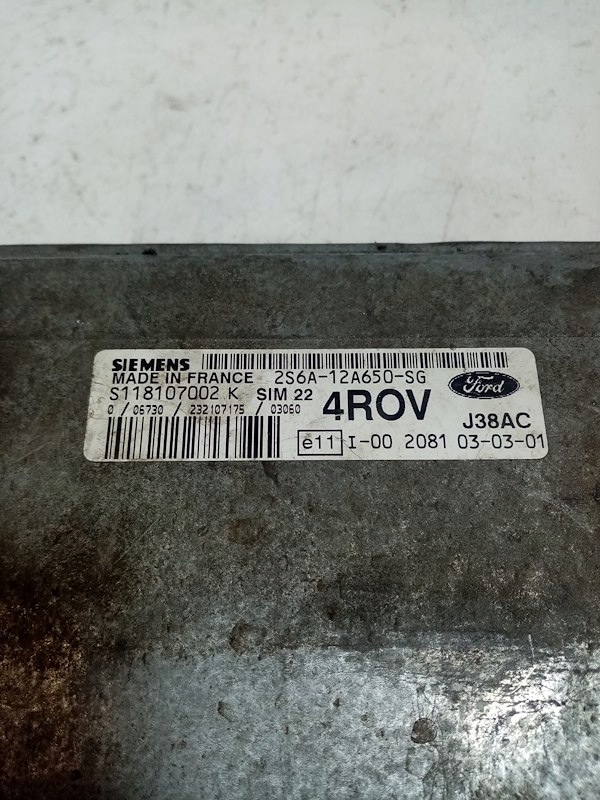 SIEMENS
MADE IN FRANCE 2S6A-12A650-SG
S118107002 K SIM 22
0 / 06730 / 232107175 / 03060
4ROV
Ford
J38AC
e11 I-00 2081 03-03-01